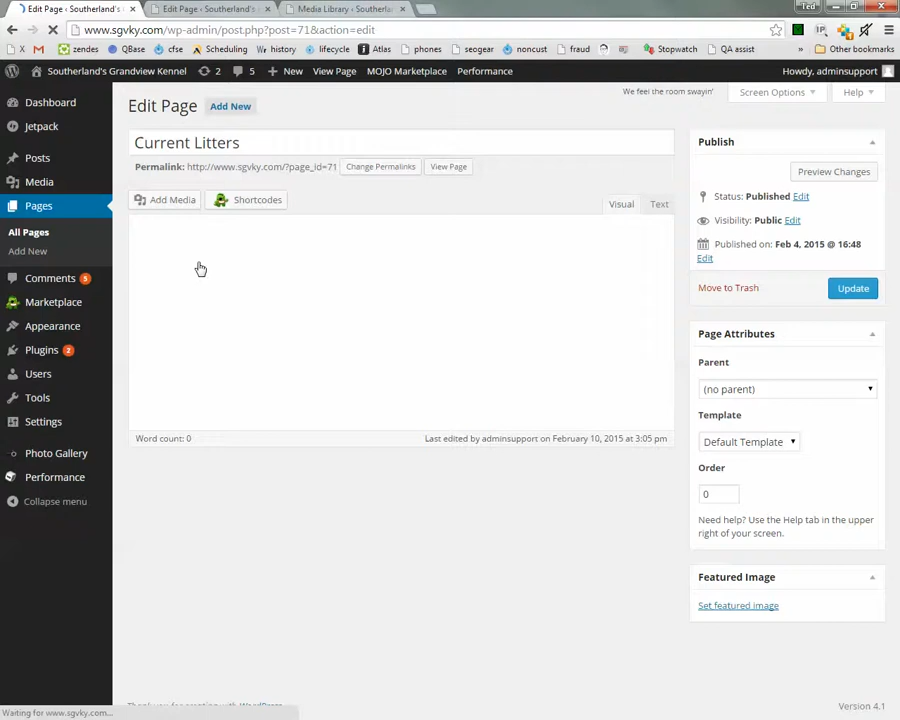 Edit Page ‹ Southerland's
Edit Page ‹ Southerland's
Media Library ‹ Southerlan
Ted
www.sgvky.com/wp-admin/post.php?post=71&action=edit
X zendes QBase cfse Scheduling history lifecycle Atlas phones seogear noncust fraud Stopwatch QA assist » Other bookmarks
Southerland's Grandview Kennel 2 5 + New View Page MOJO Marketplace Performance Howdy, adminsupport
Dashboard
Jetpack
Posts
Media
Pages
All Pages
Add New
Comments 5
Marketplace
Appearance
Plugins 2
Users
Tools
Settings
Photo Gallery
Performance
Collapse menu
We feel the room swayin'
Screen Options
Help
Edit Page Add New
Current Litters
Permalink: http://www.sgvky.com/?page_id=71 Change Permalinks View Page
Add Media Shortcodes
Visual Text
Word count: 0
Last edited by adminsupport on February 10, 2015 at 3:05 pm
Publish
Preview Changes
Status: Published Edit
Visibility: Public Edit
Published on: Feb 4, 2015 @ 16:48
Edit
Move to Trash
Update
Page Attributes
Parent
(no parent)
Template
Default Template
Order
0
Need help? Use the Help tab in the upper
right of your screen.
Featured Image
Set featured image
Thank you for creating with WordPress
Version 4.1
Waiting for www.sgvky.com...